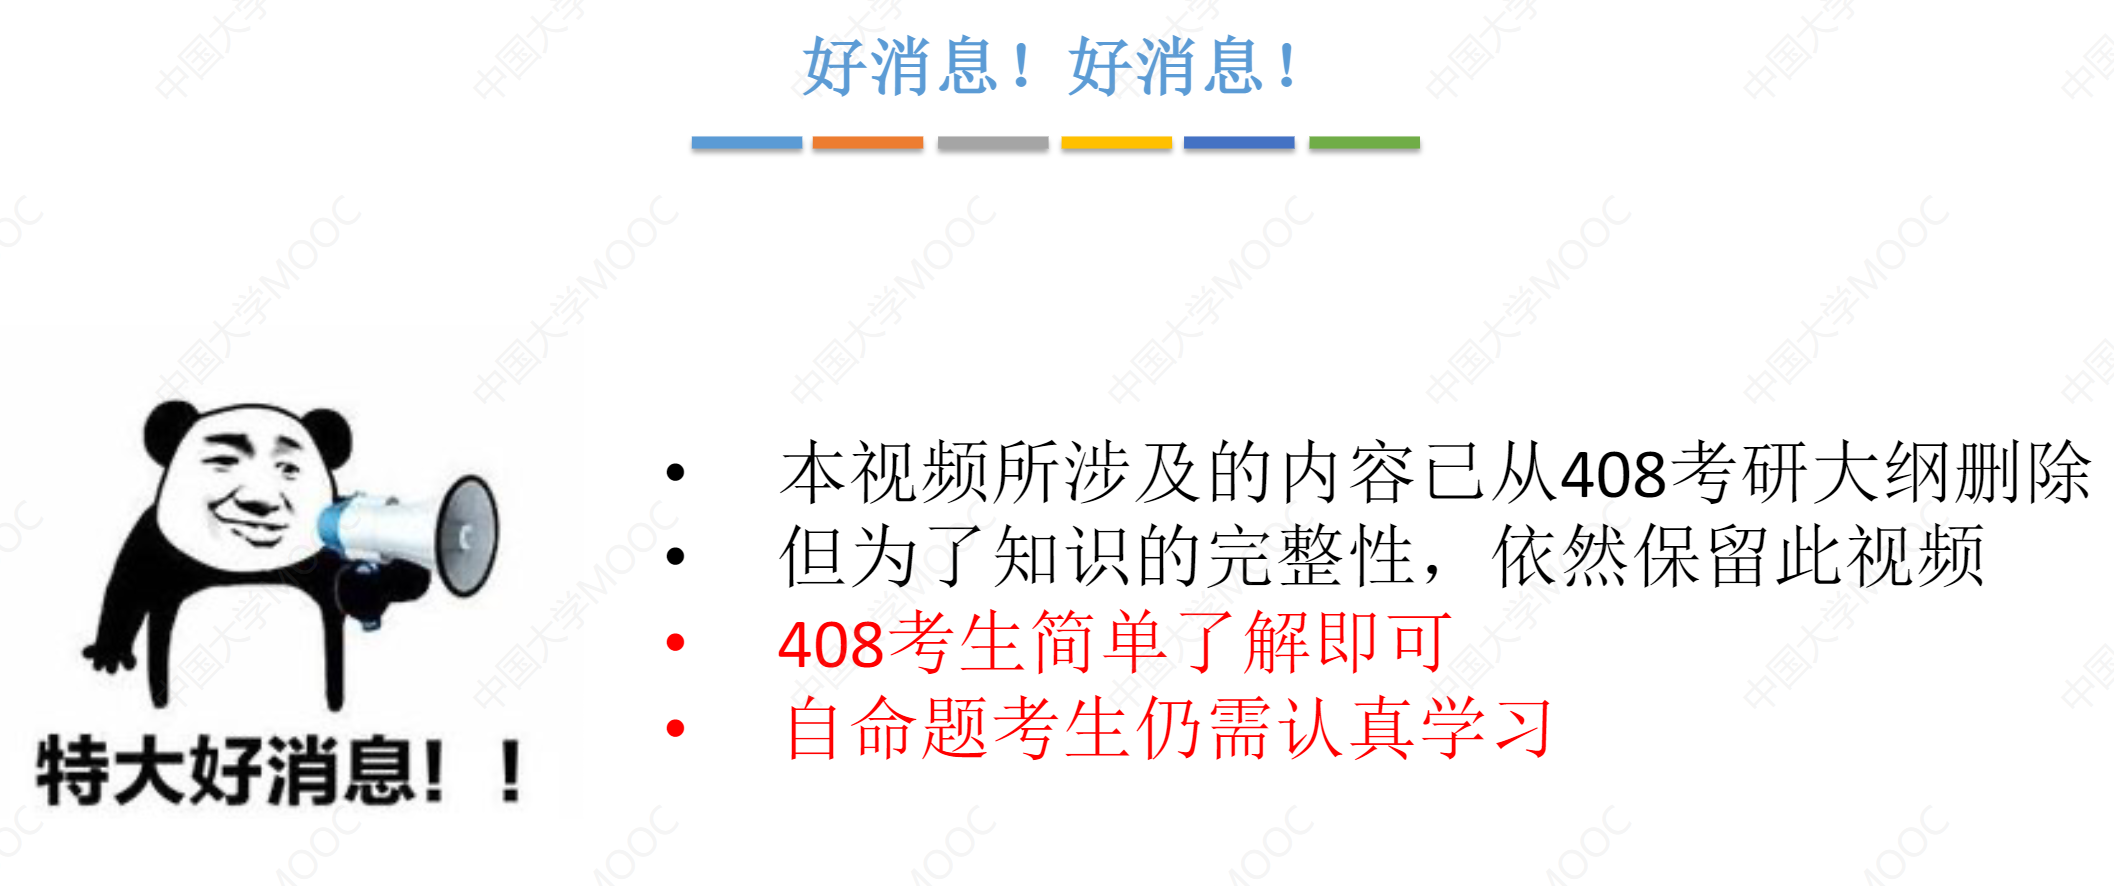 好消息！好消息！
• 本视频所涉及的内容已从408考研大纲删除
• 但为了知识的完整性，依然保留此视频
• 408考生简单了解即可
• 自命题考生仍需认真学习
特大好消息！！
中国大学MOOC